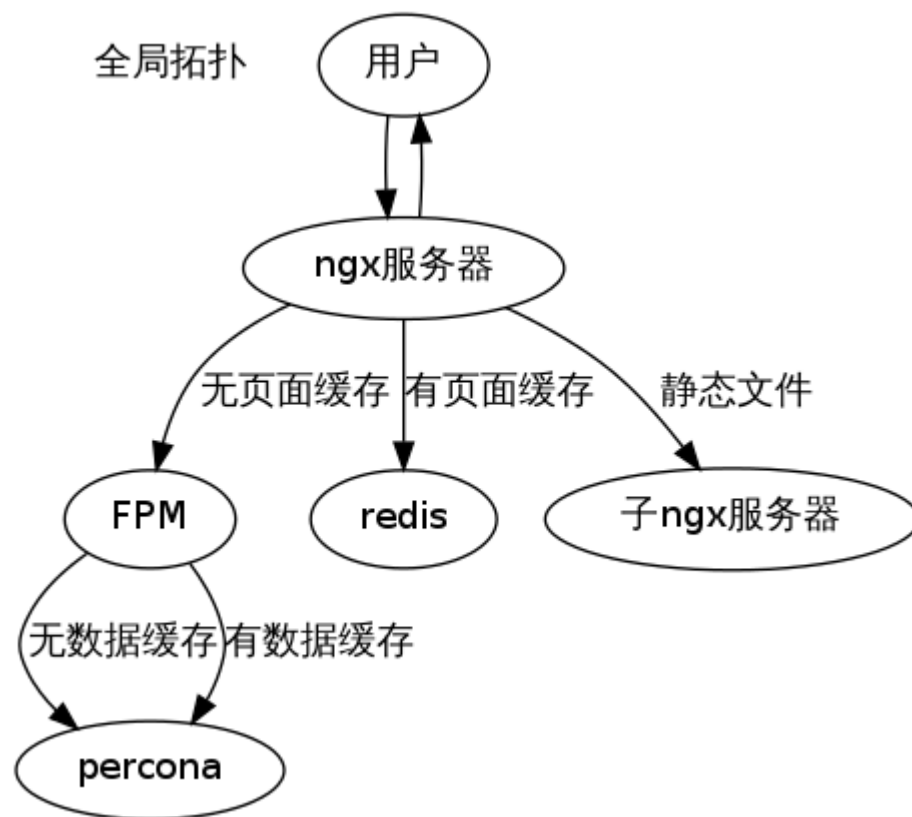 全局拓扑
用户
ngx服务器
无页面缓存
有页面缓存
静态文件
FPM
redis
子ngx服务器
无数据缓存
有数据缓存
percona